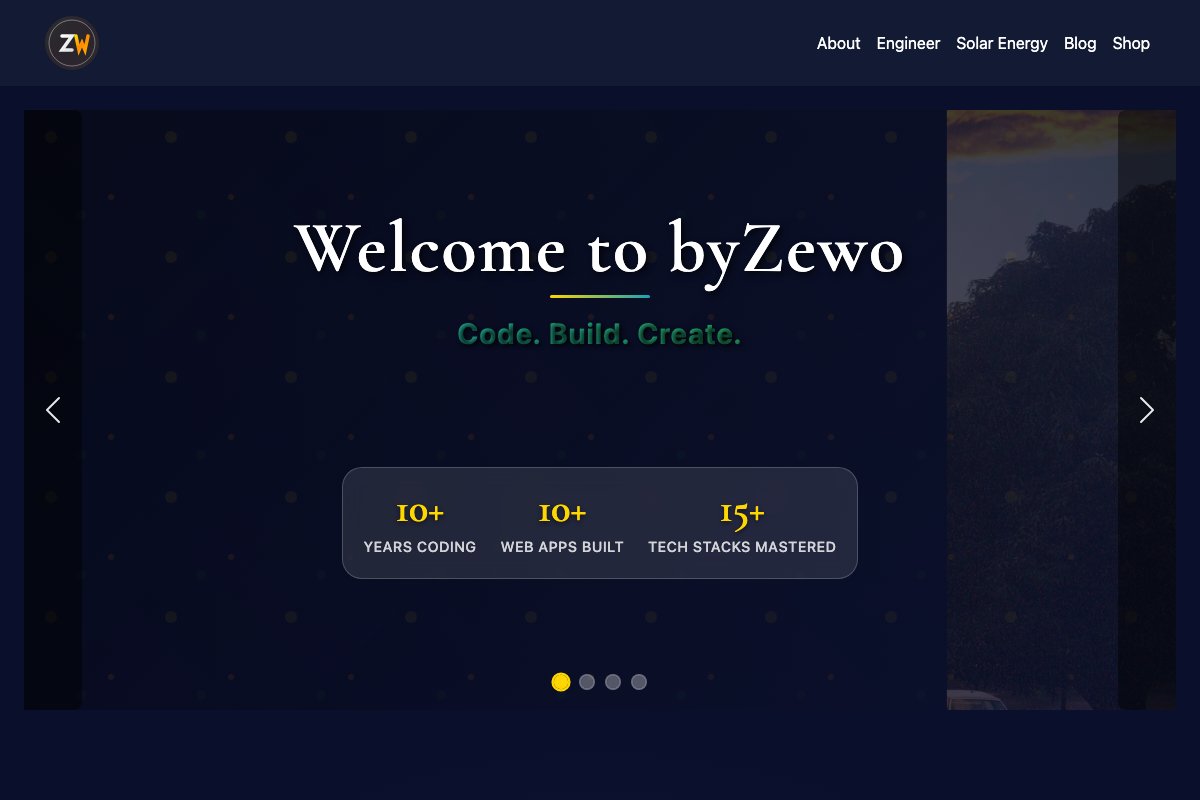 ZW
About Engineer Solar Energy Blog Shop
Welcome to byZewo
Code. Build. Create.
10+ 10+ 15+
YEARS CODING WEB APPS BUILT TECH STACKS MASTERED